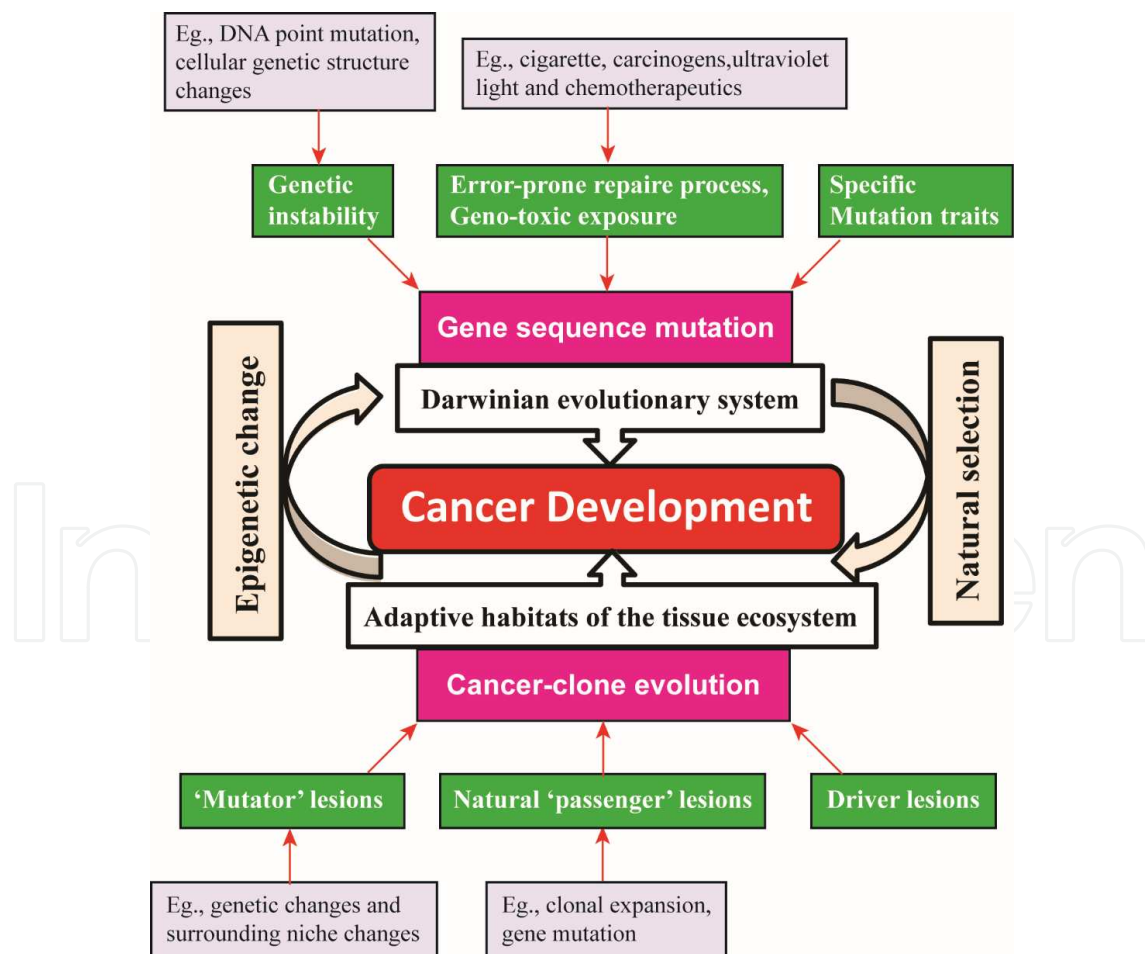 Eg., DNA point mutation,
cellular genetic structure
changes
Eg., cigarette, carcinogens,ultraviolet
light and chemotherapeutics
Genetic
instability
Error-prone repaire process,
Geno-toxic exposure
Specific
Mutation traits
Gene sequence mutation
Darwinian evolutionary system
Epigenetic change
Natural selection
Cancer Development
Adaptive habitats of the tissue ecosystem
Cancer-clone evolution
‘Mutator’ lesions
Natural ‘passenger’ lesions
Driver lesions
Eg., genetic changes and
surrounding niche changes
Eg., clonal expansion,
gene mutation